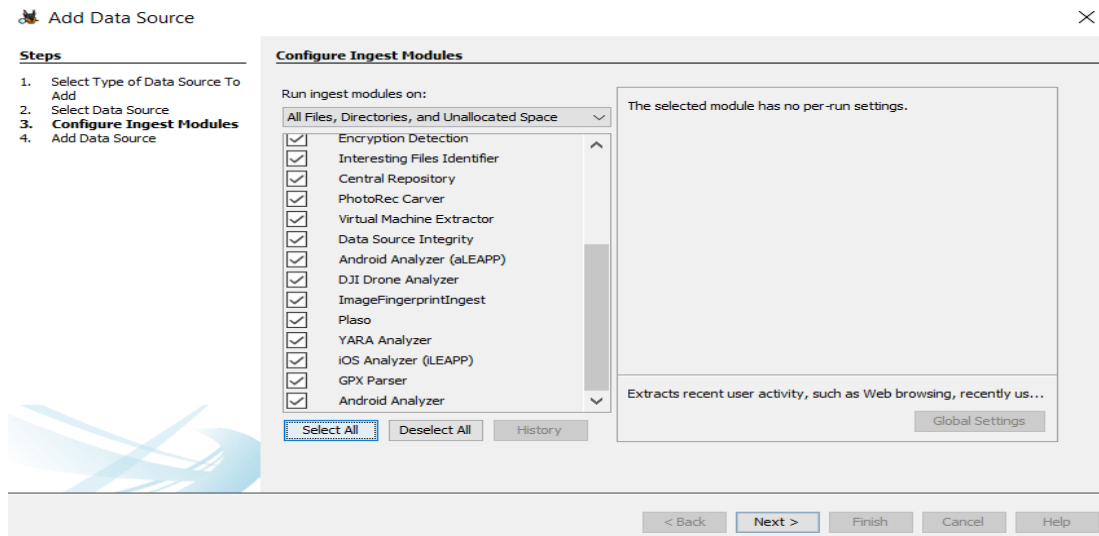 Add Data Source
Steps
1. Select Type of Data Source To
Add
2. Select Data Source
3. Configure Ingest Modules
4. Add Data Source
Configure Ingest Modules
Run ingest modules on:
All Files, Directories, and Unallocated Space
Encryption Detection
Interesting Files Identifier
Central Repository
PhotoRec Carver
Virtual Machine Extractor
Data Source Integrity
Android Analyzer (aLEAPP)
DJI Drone Analyzer
ImageFingerprintIngest
Plaso
YARA Analyzer
iOS Analyzer (iLEAPP)
GPX Parser
Android Analyzer
Select All Deselect All History
The selected module has no per-run settings.
Extracts recent user activity, such as Web browsing, recently us...
Global Settings
< Back Next > Finish Cancel Help